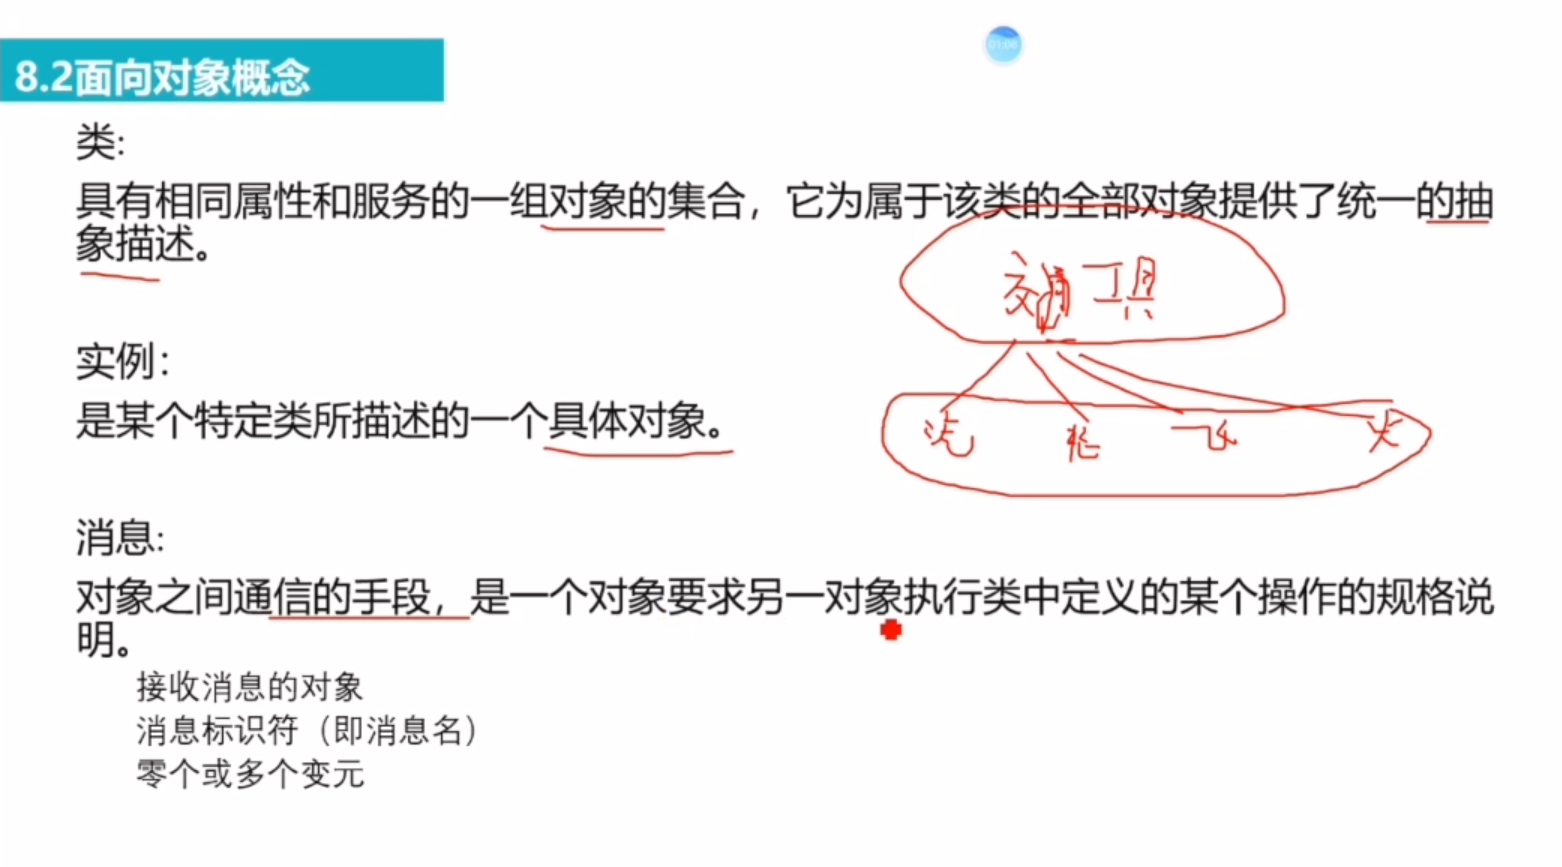 01:08
8.2面向对象概念
类:
具有相同属性和服务的一组对象的集合，它为属于该类的全部对象提供了统一的抽
象描述。
交通工具
实例：
是某个特定类所描述的一个具体对象。
汽 飞 火
消息:
对象之间通信的手段，是一个对象要求另一对象执行类中定义的某个操作的规格说
明。
接收消息的对象
消息标识符（即消息名）
零个或多个变元